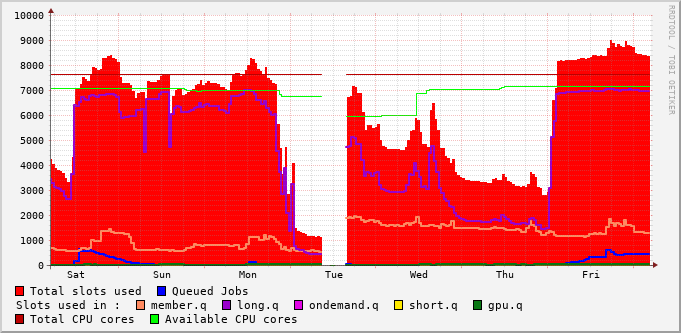 10000
9000
8000
7000
6000
5000
4000
3000
2000
1000
0
Sat Sun Mon Tue Wed Thu Fri
Total slots used Queued Jobs
Slots used in : member.q long.q ondemand.q short.q gpu.q
Total CPU cores Available CPU cores
RRDTOOL / TOBI OETIKER